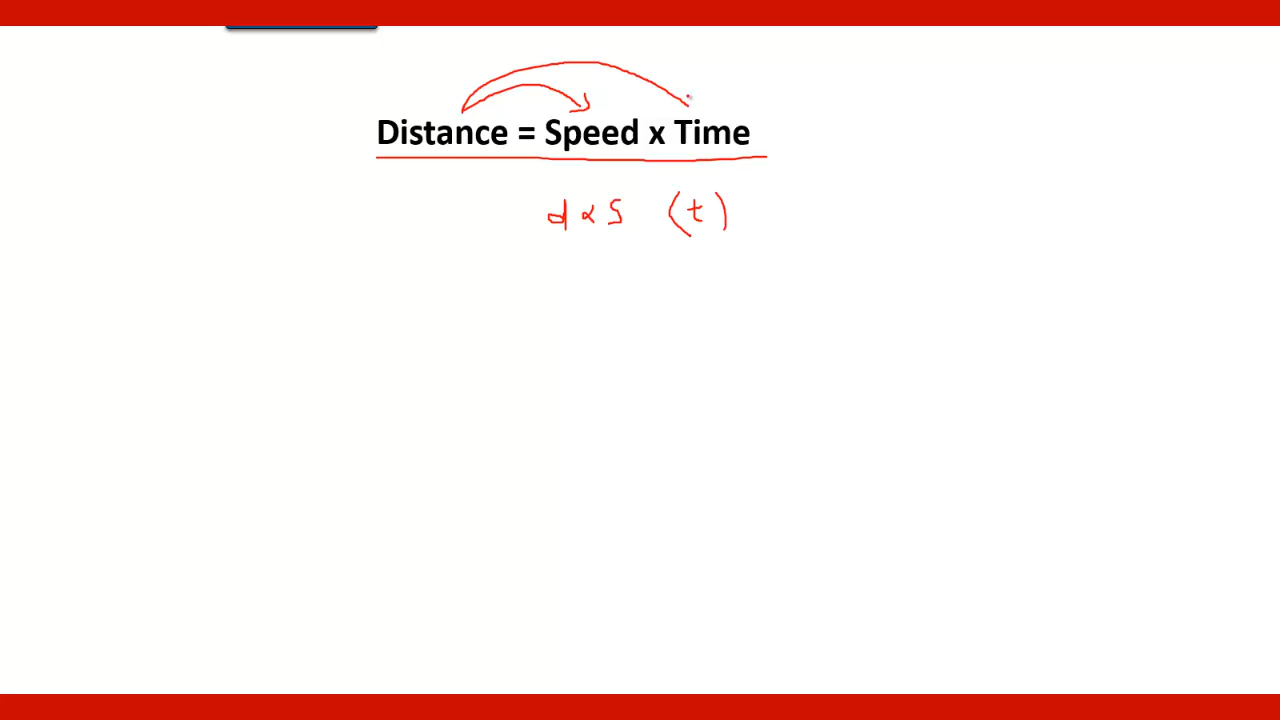 Distance = Speed x Time
d ∝ S (t)